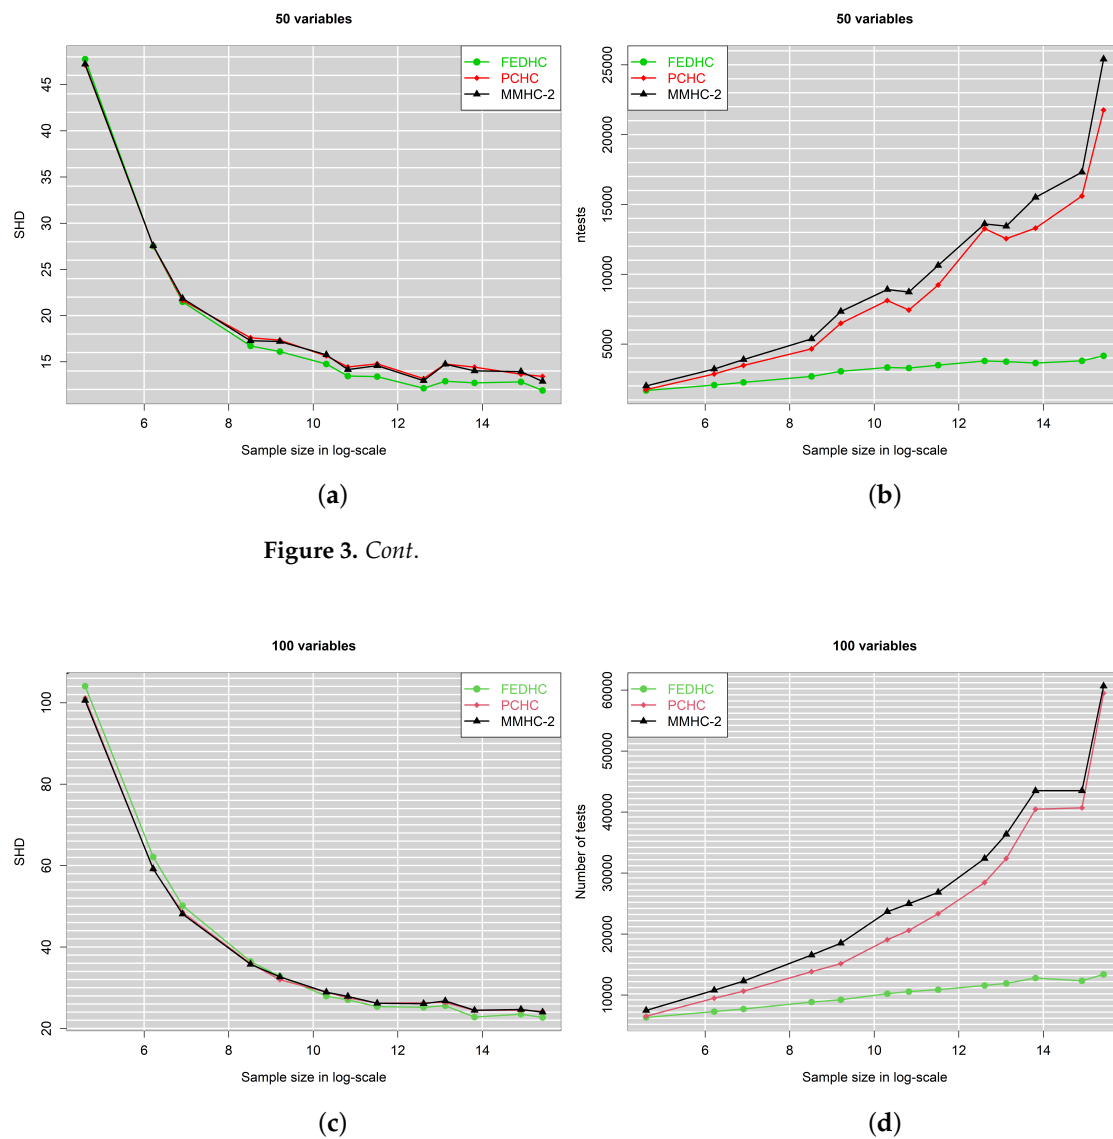 50 variables
SHD
45
40
35
30
25
20
15
6 8 10 12 14
FEDHC
PCHC
MMHC-2
Sample size in log-scale
(a)
50 variables
ntests
25000
20000
15000
10000
5000
6 8 10 12 14
FEDHC
PCHC
MMHC-2
Sample size in log-scale
(b)
Figure 3. Cont.
100 variables
SHD
100
80
60
40
20
6 8 10 12 14
FEDHC
PCHC
MMHC-2
Sample size in log-scale
(c)
100 variables
Number of tests
60000
50000
40000
30000
20000
10000
6 8 10 12 14
FEDHC
PCHC
MMHC-2
Sample size in log-scale
(d)